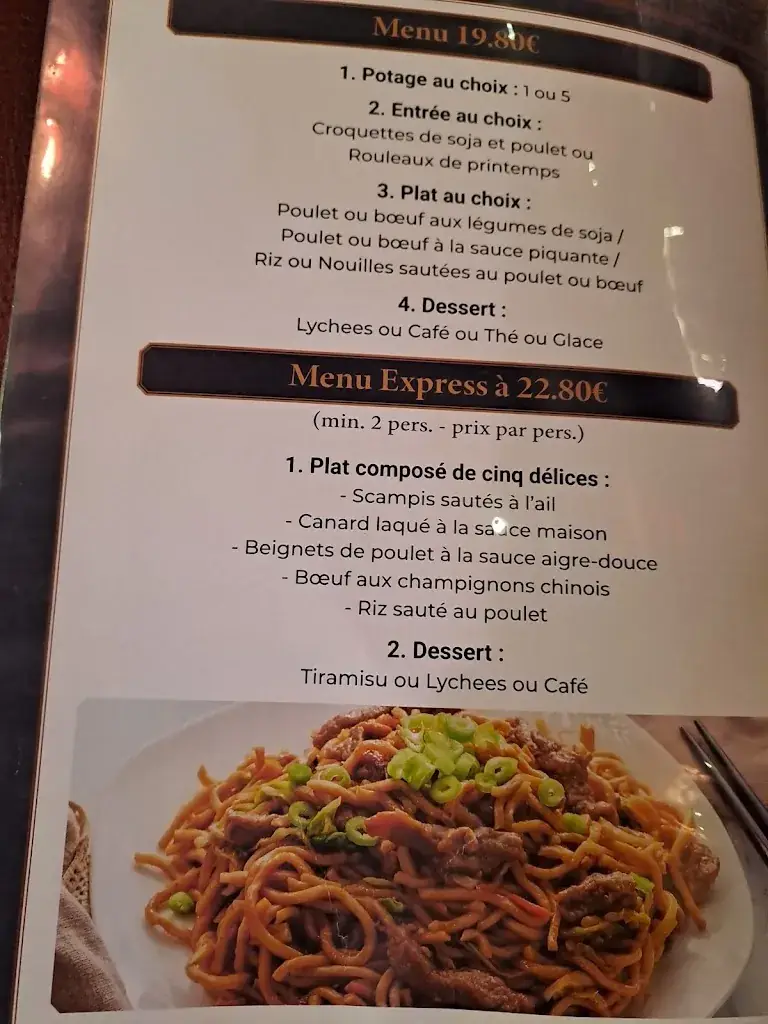 Menu 19.80€
1. Potage au choix : 1 ou 5
2. Entrée au choix :
Croquettes de soja et poulet ou
Rouleaux de printemps
3. Plat au choix :
Poulet ou bœuf aux légumes de soja /
Poulet ou bœuf à la sauce piquante /
Riz ou Nouilles sautées au poulet ou bœuf
4. Dessert :
Lychees ou Café ou Thé ou Glace
Menu Express à 22.80€
(min. 2 pers. - prix par pers.)
1. Plat composé de cinq délices :
- Scampis sautés à l'ail
- Canard laqué à la sauce maison
- Beignets de poulet à la sauce aigre-douce
- Bœuf aux champignons chinois
- Riz sauté au poulet
2. Dessert :
Tiramisu ou Lychees ou Café